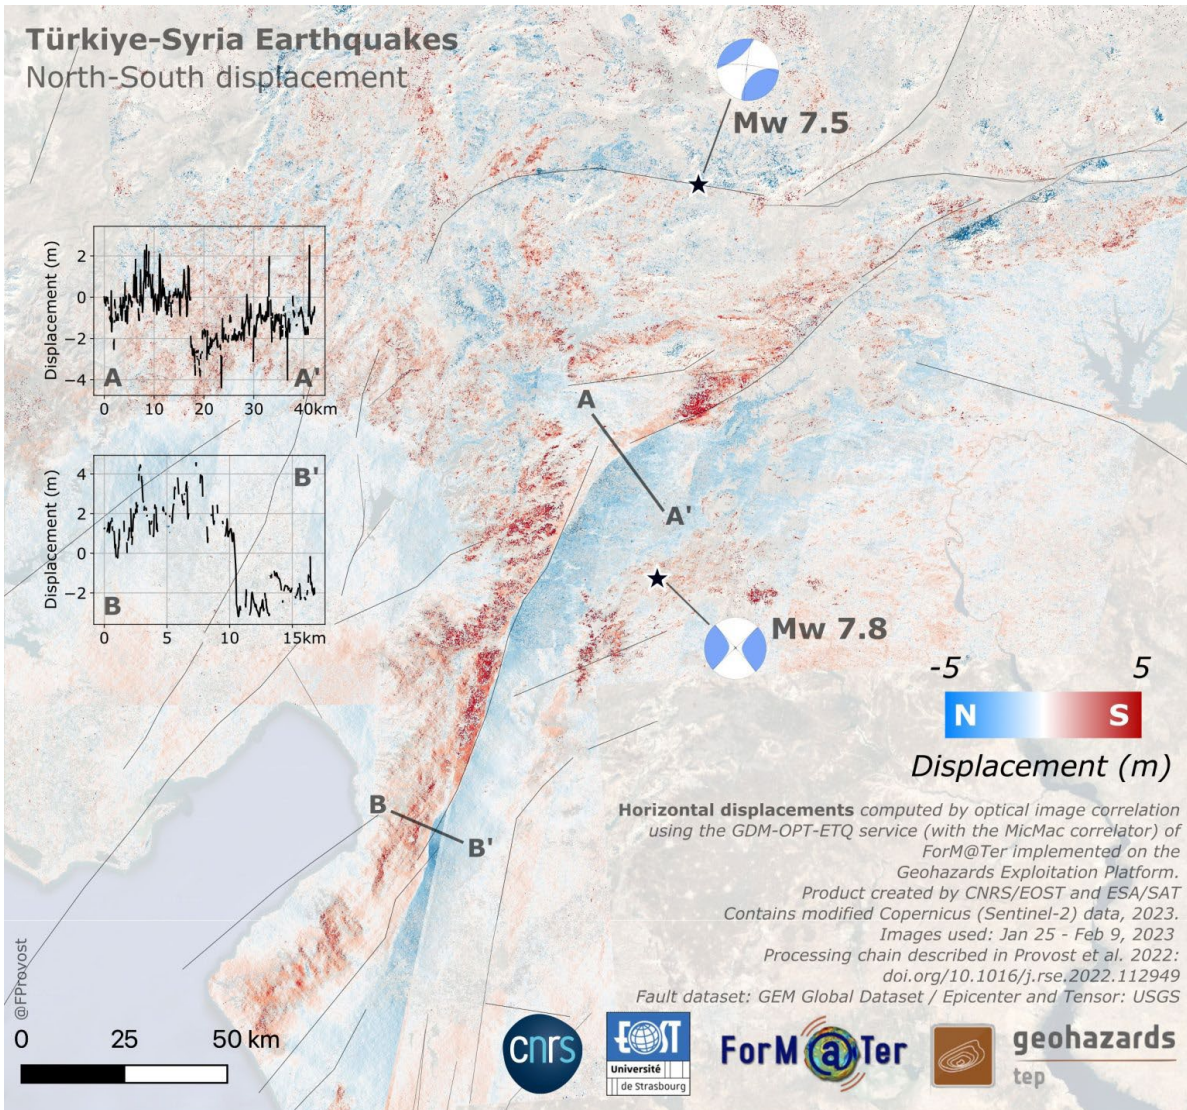 Türkiye-Syria Earthquakes
North-South displacement
Mw 7.5
Displacement (m)
2
0
−2
−4
A
A'
0
10
20
30
40km
A
A'
Displacement (m)
4
2
0
−2
B
B'
0
5
10
15km
Mw 7.8
-5
5
N
S
Displacement (m)
B
B'
Horizontal displacements computed by optical image correlation
using the GDM-OPT-ETQ service (with the MicMac correlator) of
ForM@Ter implemented on the
Geohazards Exploitation Platform.
Product created by CNRS/EOST and ESA/SAT
Contains modified Copernicus (Sentinel-2) data, 2023.
Images used: Jan 25 - Feb 9, 2023
Processing chain described in Provost et al. 2022:
doi.org/10.1016/j.rse.2022.112949
Fault dataset: GEM Global Dataset / Epicenter and Tensor: USGS
@FProvost
0
25
50 km
cnrs
EOST
Université
de Strasbourg
ForM@Ter
geohazards
tep